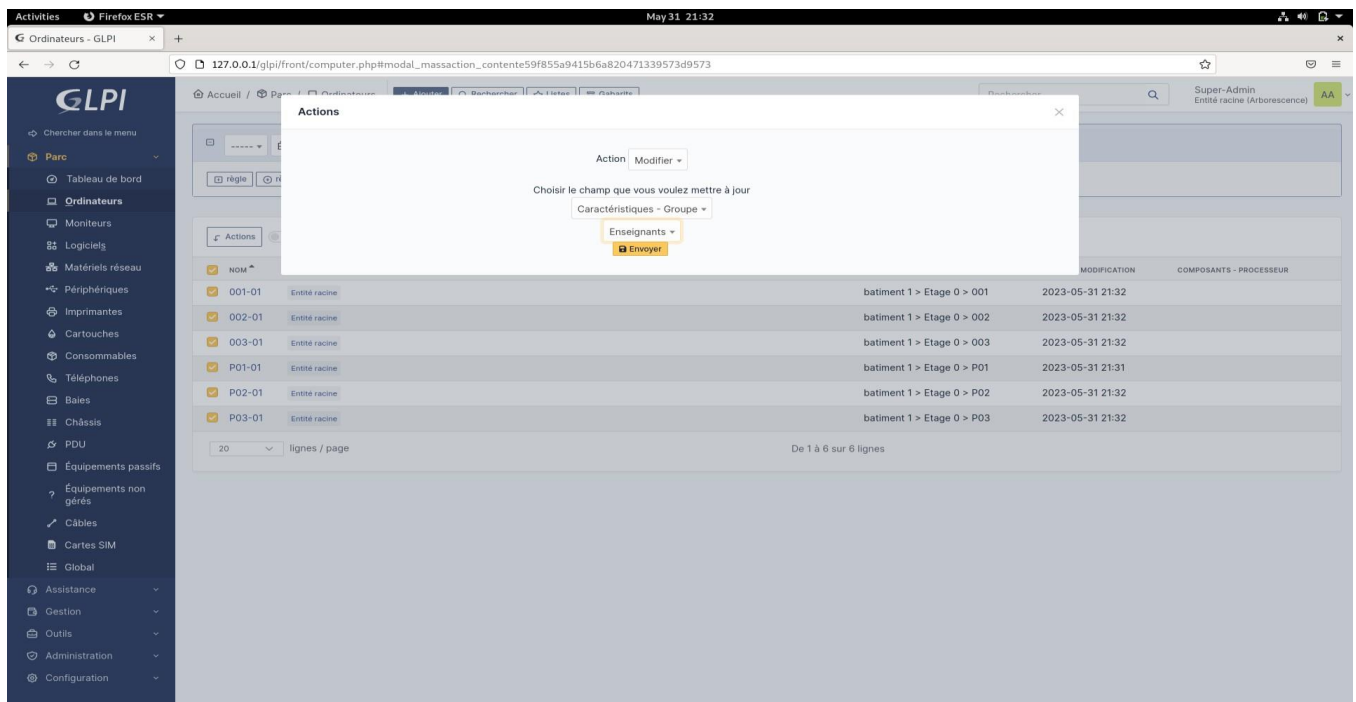 Activities Firefox ESR May 31 21:32
Ordinateurs - GLPI × + ×
127.0.0.1/glpi/front/computer.php#modal_massaction_contente59f855a9415b6a820471339573d9573
GLPI
Chercher dans le menu
Parc
Tableau de bord
Ordinateurs
Moniteurs
Logiciels
Matériels réseau
Périphériques
Imprimantes
Cartouches
Consommables
Téléphones
Baies
Châssis
PDU
Équipements passifs
Équipements non
gérés
Câbles
Cartes SIM
Global
Assistance
Gestion
Outils
Administration
Configuration
Accueil / Parc / Ordinateurs + Ajouter Rechercher Listes Gabarits Rechercher Super-Admin
Entité racine (Arborescence) AA
-----
règle
Actions ×
Action Modifier
Choisir le champ que vous voulez mettre à jour
Caractéristiques - Groupe
Enseignants
Envoyer
Actions
NOM MODIFICATION COMPOSANTS - PROCESSEUR
001-01 Entité racine batiment 1 > Etage 0 > 001 2023-05-31 21:32
002-01 Entité racine batiment 1 > Etage 0 > 002 2023-05-31 21:32
003-01 Entité racine batiment 1 > Etage 0 > 003 2023-05-31 21:32
P01-01 Entité racine batiment 1 > Etage 0 > P01 2023-05-31 21:31
P02-01 Entité racine batiment 1 > Etage 0 > P02 2023-05-31 21:32
P03-01 Entité racine batiment 1 > Etage 0 > P03 2023-05-31 21:32
20 lignes / page De 1 à 6 sur 6 lignes